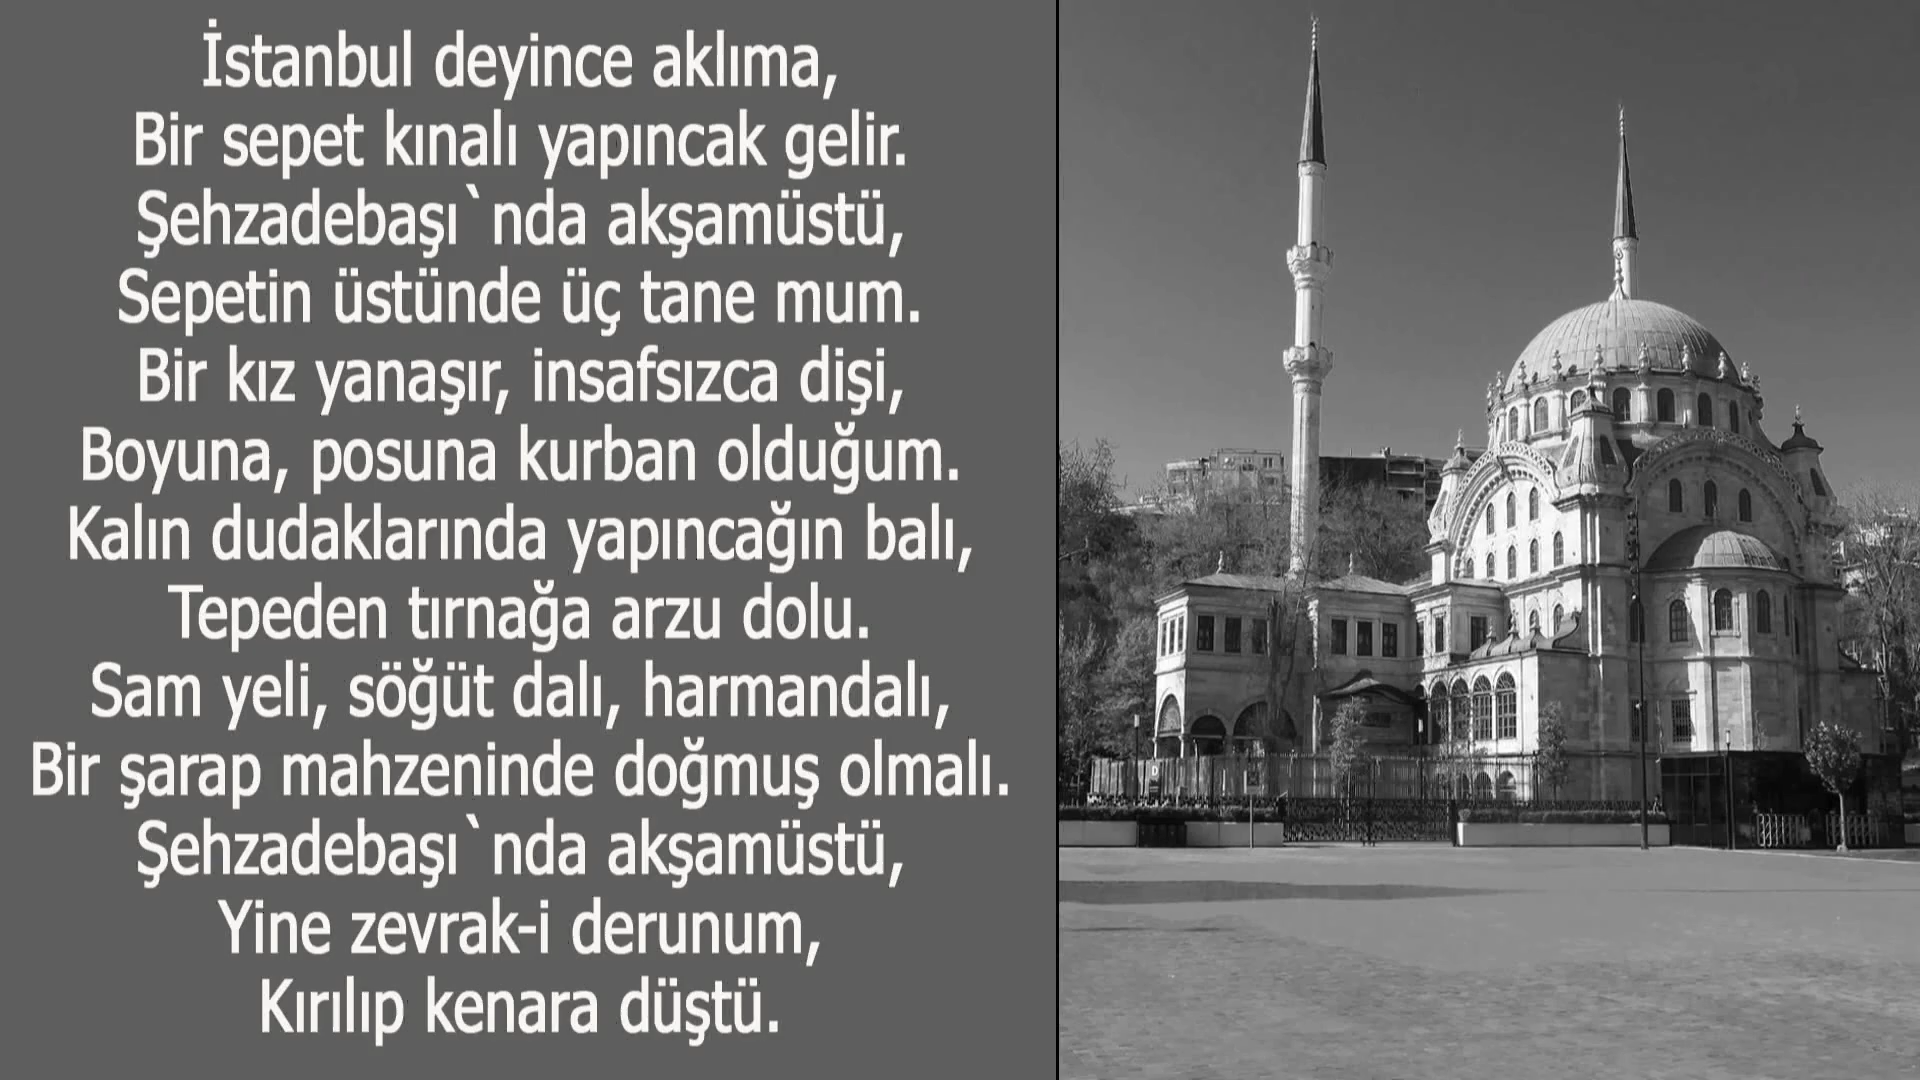 İstanbul deyince aklıma,
Bir sepet kınalı yapıncak gelir.
Şehzadebaşı`nda akşamüstü,
Sepetin üstünde üç tane mum.
Bir kız yanaşır, insafsızca dişi,
Boyuna, posuna kurban olduğum.
Kalın dudaklarında yapıncağın balı,
Tepeden tırnağa arzu dolu.
Sam yeli, söğüt dalı, harmandalı,
Bir şarap mahzeninde doğmuş olmalı.
Şehzadebaşı`nda akşamüstü,
Yine zevrak-i derunum,
Kırılıp kenara düştü.